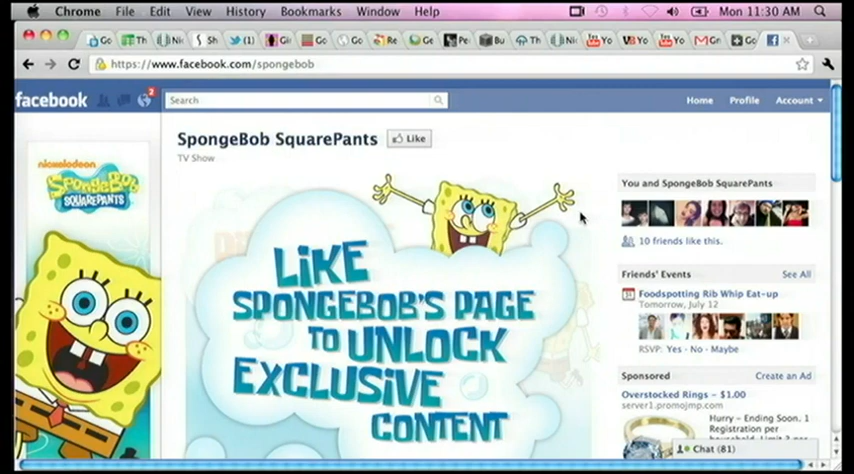 Chrome File Edit View History Bookmarks Window Help Mon 11:30 AM
https://www.facebook.com/spongebob
facebook 2 Search Home Profile Account
SpongeBob SquarePants Like
TV Show
nickelodeon
SpongeBob
SQUAREPANTS
LIKE
SPONGEBOB'S PAGE
TO UNLOCK
EXCLUSIVE
CONTENT
You and SpongeBob SquarePants
10 friends like this.
Friends' Events See All
31 Foodspotting Rib Whip Eat-up
Tomorrow, July 12
RSVP: Yes - No - Maybe
Sponsored Create an Ad
Overstocked Rings - $1.00
server1.promojmp.com
Hurry - Ending Soon. 1
Registration per
Chat (81)